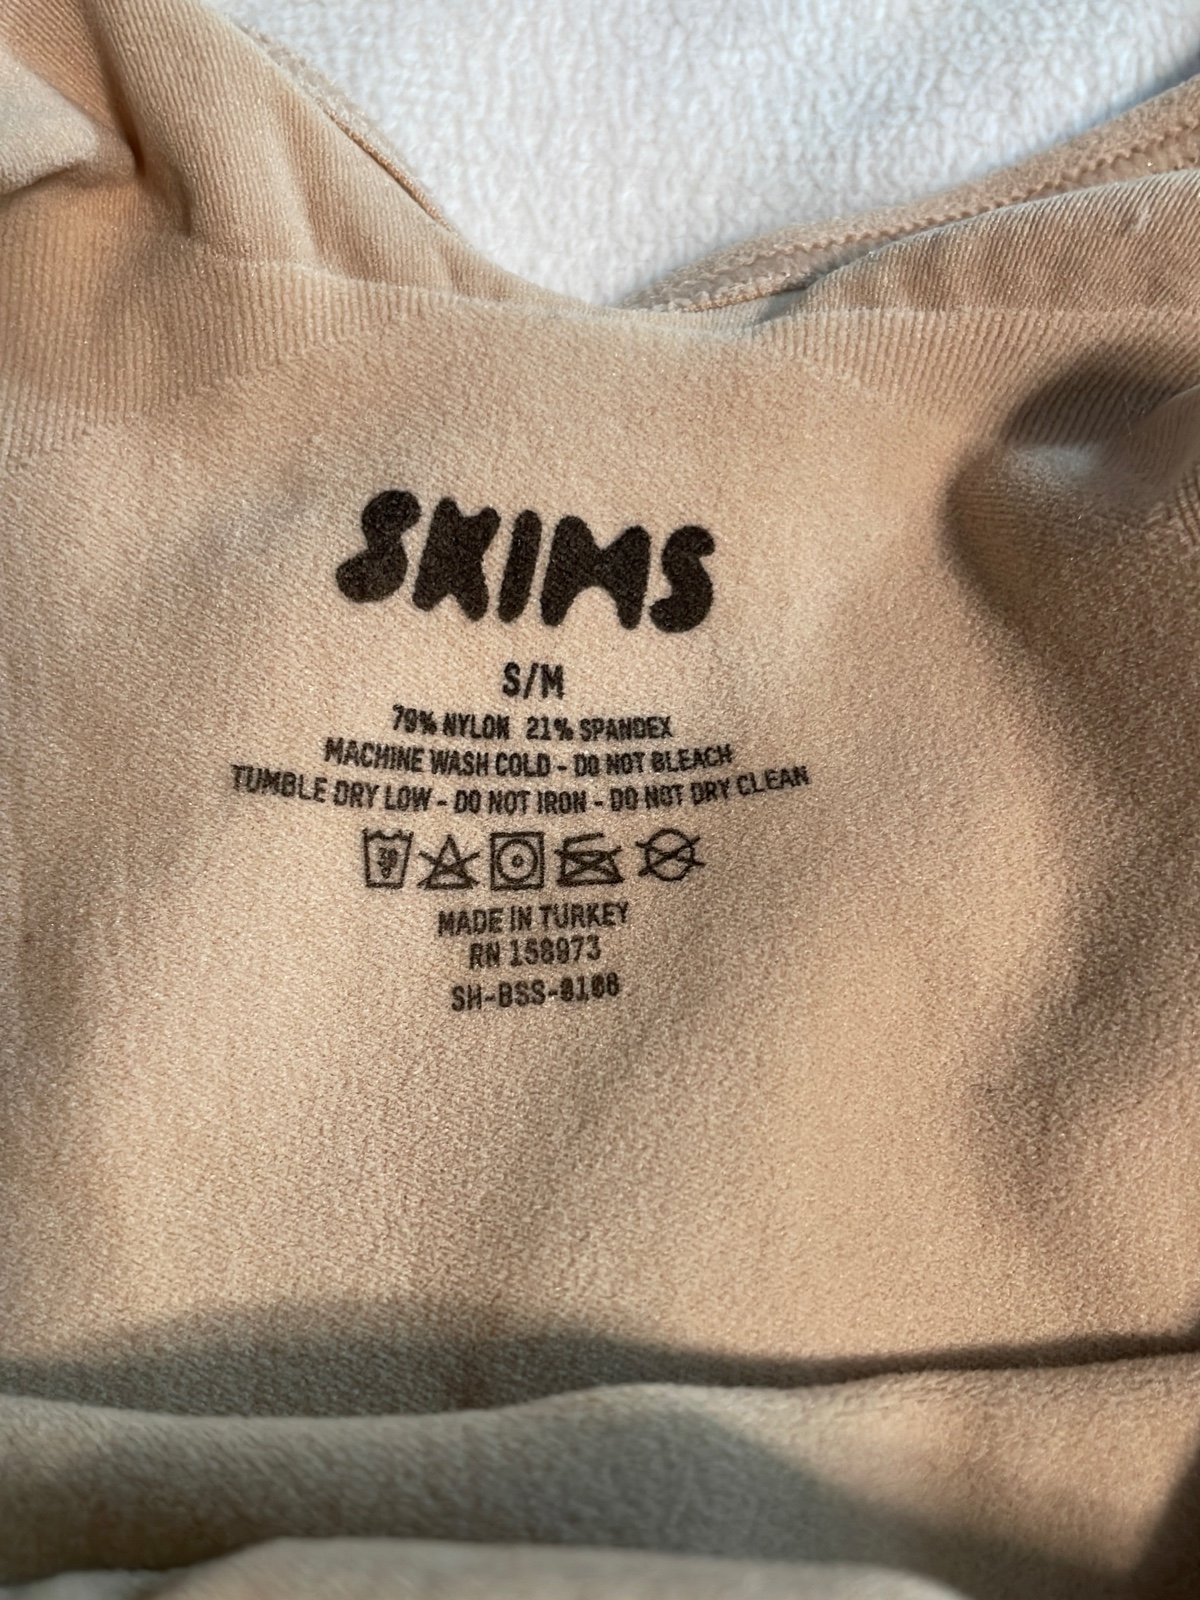 SKIMS
S/M
79% NYLON 21% SPANDEX
MACHINE WASH COLD - DO NOT BLEACH
TUMBLE DRY LOW - DO NOT IRON - DO NOT DRY CLEAN
30
MADE IN TURKEY
RN 158973
SH-BSS-0108